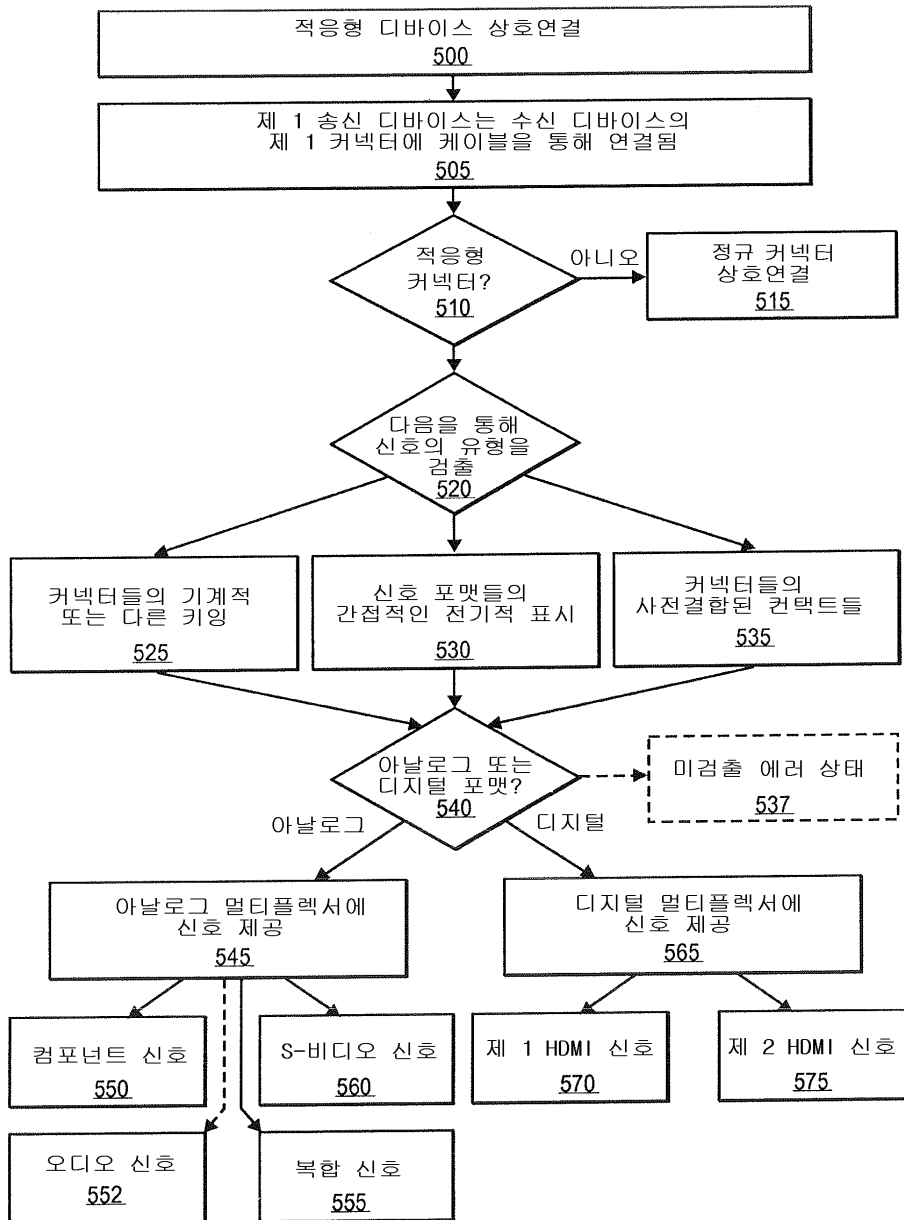 적응형 디바이스 상호연결
500
제 1 송신 디바이스는 수신 디바이스의
제 1 커넥터에 케이블을 통해 연결됨
505
적응형
커넥터?
510
아니오
정규 커넥터
상호연결
515
다음을 통해
신호의 유형을
검출
520
커넥터들의 기계적
또는 다른 키잉
525
신호 포맷들의
간접적인 전기적 표시
530
커넥터들의
사전결합된 컨택트들
535
아날로그 또는
디지털 포맷?
540
미검출 에러 상태
537
아날로그
디지털
아날로그 멀티플렉서에
신호 제공
545
디지털 멀티플렉서에
신호 제공
565
컴포넌트 신호
550
S-비디오 신호
560
제 1 HDMI 신호
570
제 2 HDMI 신호
575
오디오 신호
552
복합 신호
555